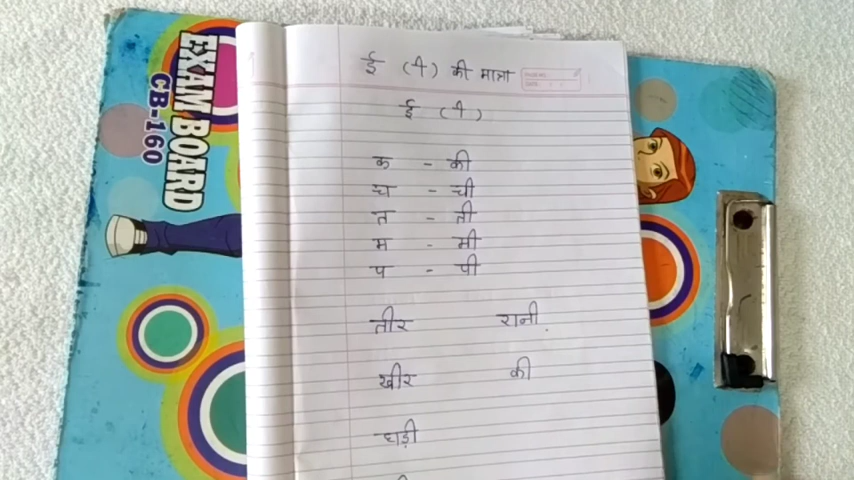 ई (ी) की मात्रा
ई (ी)
क - की
च - ची
त - ती
म - मी
प - पी
तीर रानी
खीर की
घड़ी
EXAM BOARD
CB-160